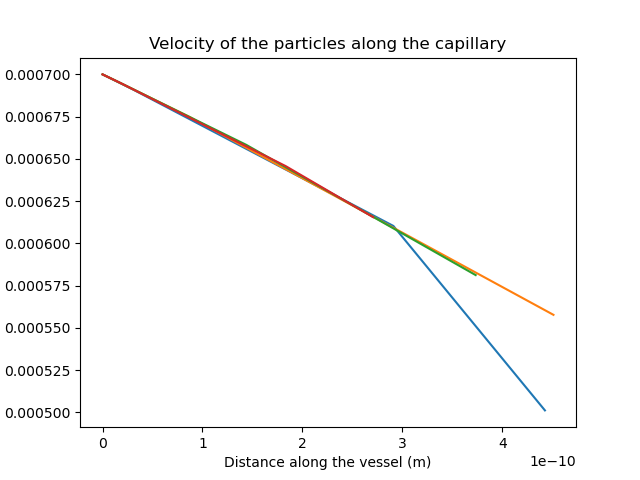 Velocity of the particles along the capillary
0.000700
0.000675
0.000650
0.000625
0.000600
0.000575
0.000550
0.000525
0.000500
0 1 2 3 4
Distance along the vessel (m)
1e−10